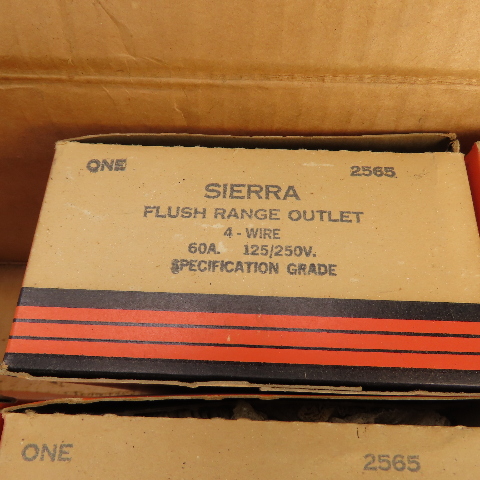 ONE 2565
SIERRA
FLUSH RANGE OUTLET
4-WIRE
60A. 125/250V.
SPECIFICATION GRADE
ONE 2565